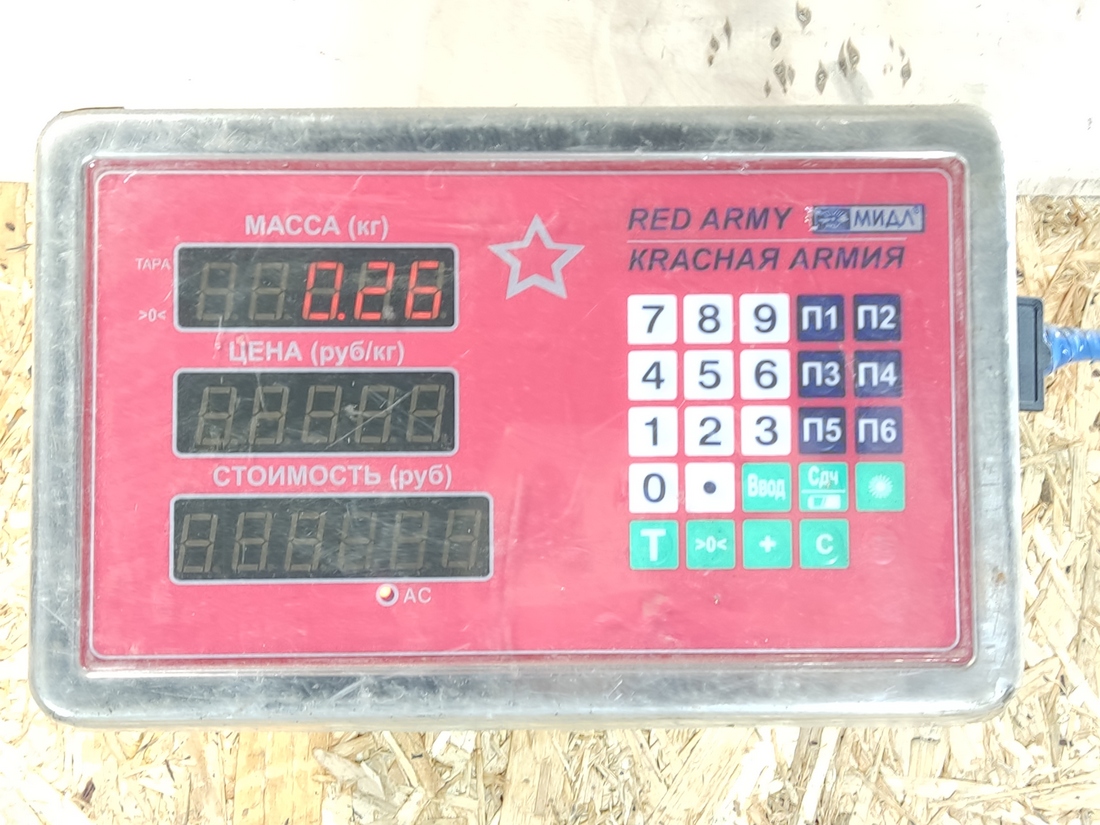 МАССА (кг)
ТАРА
0.26
>0<
ЦЕНА (руб/кг)
СТОИМОСТЬ (руб)
AC
RED ARMY МИДЛ®
КRАСНАЯ АRМИЯ
7 8 9 П1 П2
4 5 6 П3 П4
1 2 3 П5 П6
0 • Ввод Сдч
T >0< + C